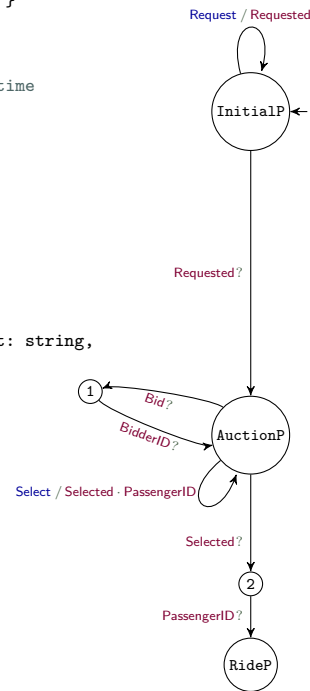 }
Request / Requested
time
InitialP
Requested?
t: string,
1
Bid?
BidderID?
AuctionP
Select / Selected · PassengerID
Selected?
2
PassengerID?
RideP